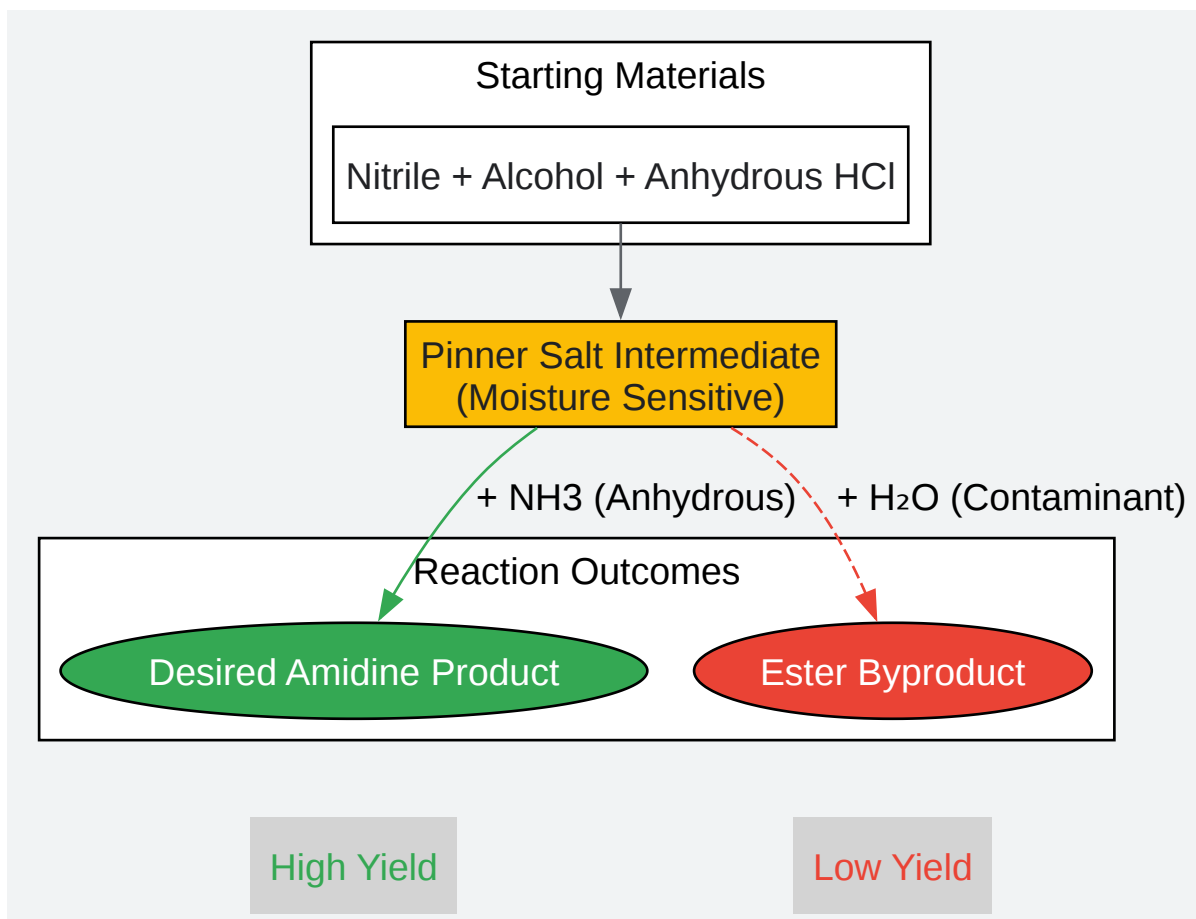 Starting Materials
Nitrile + Alcohol + Anhydrous HCl
Pinner Salt Intermediate
(Moisture Sensitive)
+ NH3 (Anhydrous)
+ H₂O (Contaminant)
Reaction Outcomes
Desired Amidine Product
Ester Byproduct
High Yield
Low Yield